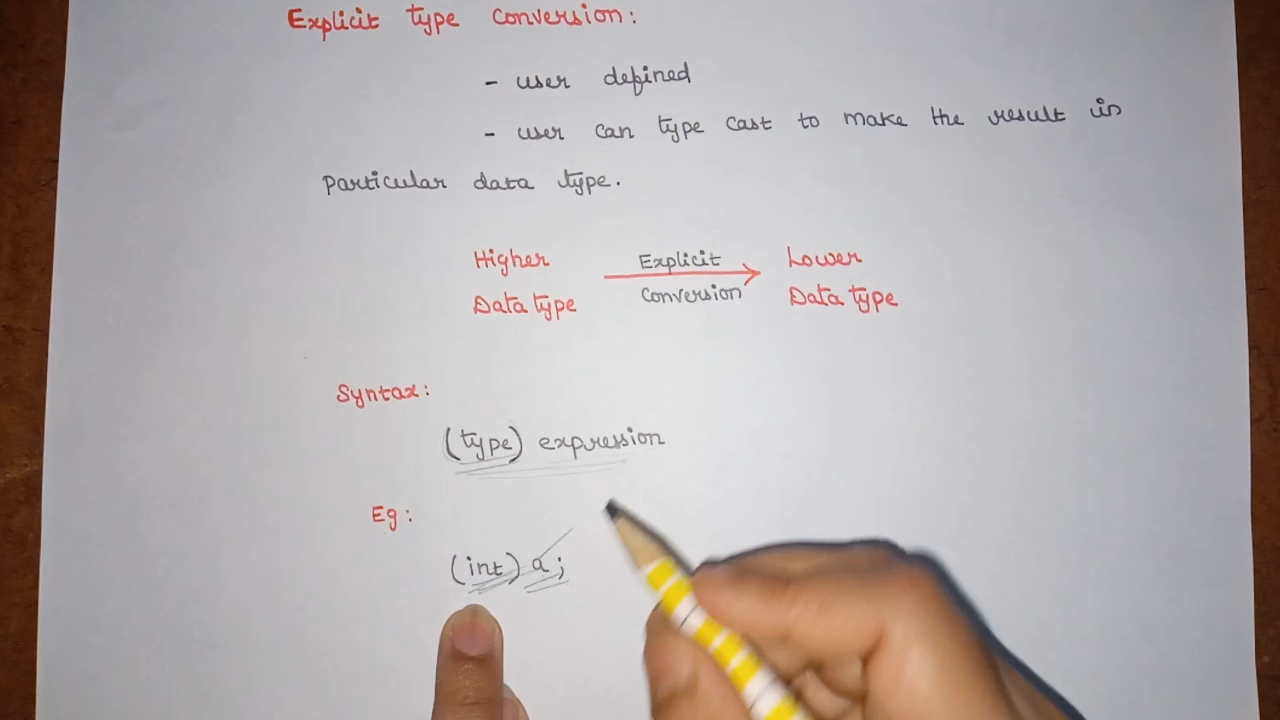 Explicit type conversion:
- user defined
- user can type cast to make the result in
particular data type.
Higher Explicit Lower
Data type Conversion Data type
Syntax:
(type) expression
Eg:
(int) a;